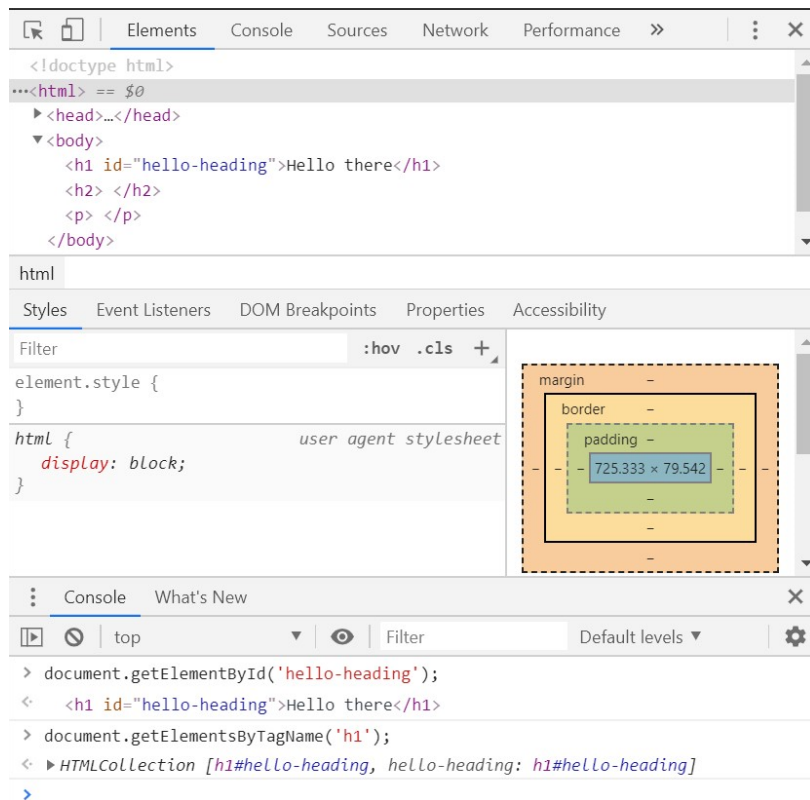 Elements Console Sources Network Performance »
<!doctype html>
…<html> == $0
<head>…</head>
<body>
<h1 id="hello-heading">Hello there</h1>
<h2> </h2>
<p> </p>
</body>
html
Styles Event Listeners DOM Breakpoints Properties Accessibility
Filter :hov .cls +
element.style {
}
html { user agent stylesheet
display: block;
}
margin –
border –
padding –
– – – 725.333 × 79.542 – – –
–
–
–
Console What's New
top Filter Default levels
> document.getElementById('hello-heading');
<h1 id="hello-heading">Hello there</h1>
> document.getElementsByTagName('h1');
HTMLCollection [h1#hello-heading, hello-heading: h1#hello-heading]
>